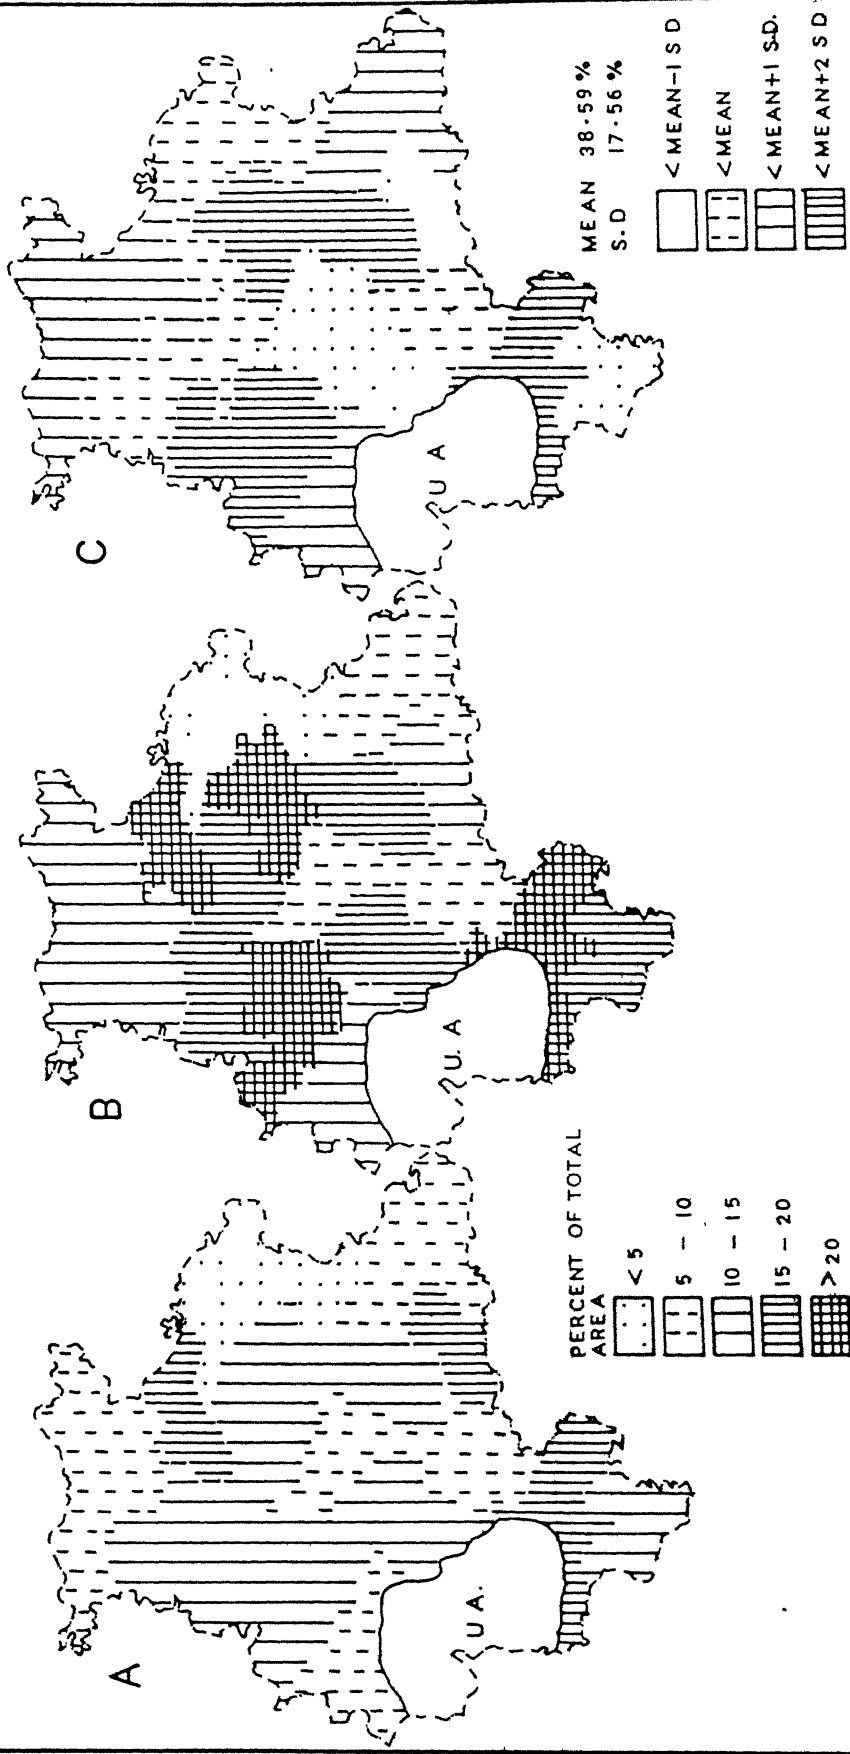 A
U A.
PERCENT OF TOTAL
AREA
< 5
5 - 10
10 - 15
15 - 20
>20
B
U. A
C
U A
MEAN 38·59%
S.D 17·56%
< MEAN-1 S D
< MEAN
< MEAN+1 S.D.
< MEAN+2 S D